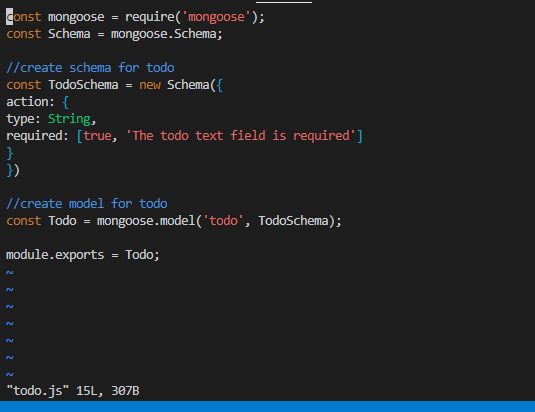 const mongoose = require('mongoose');
const Schema = mongoose.Schema;

//create schema for todo
const TodoSchema = new Schema({
action: {
type: String,
required: [true, 'The todo text field is required']
}
})

//create model for todo
const Todo = mongoose.model('todo', TodoSchema);

module.exports = Todo;
~
~
~
~
~
~
~
"todo.js" 15L, 307B